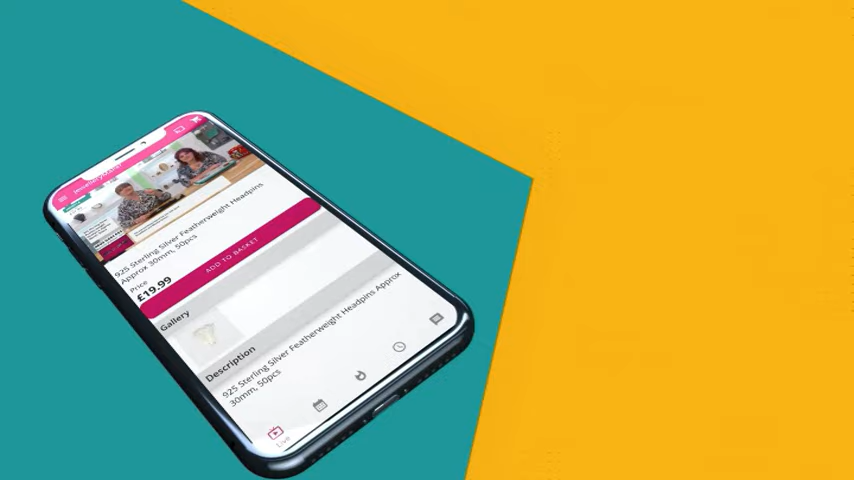 925 Sterling Silver Featherweight Headpins
Approx 30mm, 50pcs
Price
£19.99
ADD TO BASKET
Gallery
Description
925 Sterling Silver Featherweight Headpins Approx
30mm, 50pcs
Live